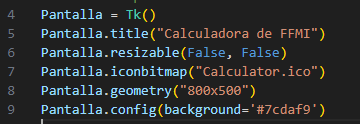 4 Pantalla = Tk()
5 Pantalla.title("Calculadora de FFMI")
6 Pantalla.resizable(False, False)
7 Pantalla.iconbitmap("Calculator.ico")
8 Pantalla.geometry("800x500")
9 Pantalla.config(background='#7cdaf9')